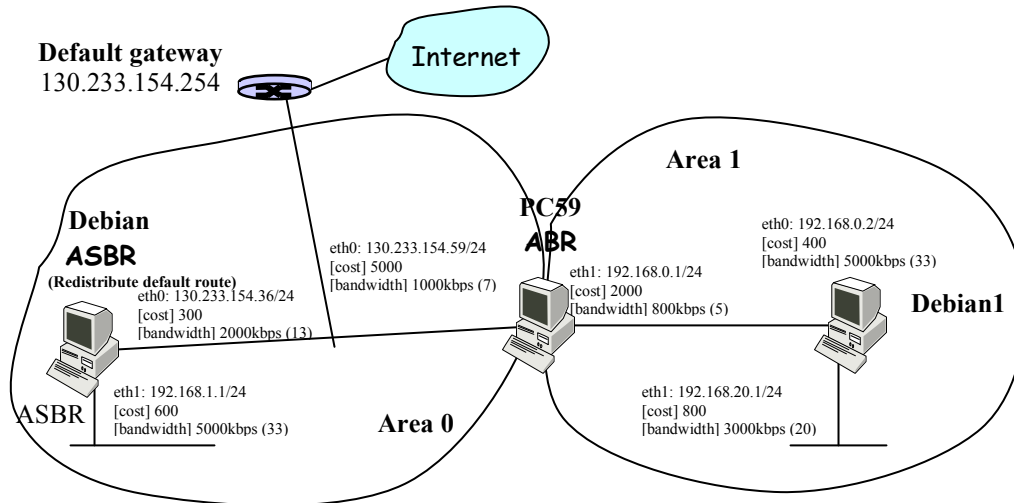 Default gateway
130.233.154.254
Internet
Area 1
Debian
ASBR
(Redistribute default route)
eth0: 130.233.154.36/24
[cost] 300
[bandwidth] 2000kbps (13)
eth1: 192.168.1.1/24
[cost] 600
[bandwidth] 5000kbps (33)
ASBR
eth0: 130.233.154.59/24
[cost] 5000
[bandwidth] 1000kbps (7)
Area 0
PC59
ABR
eth1: 192.168.0.1/24
[cost] 2000
[bandwidth] 800kbps (5)
eth0: 192.168.0.2/24
[cost] 400
[bandwidth] 5000kbps (33)
Debian1
eth1: 192.168.20.1/24
[cost] 800
[bandwidth] 3000kbps (20)